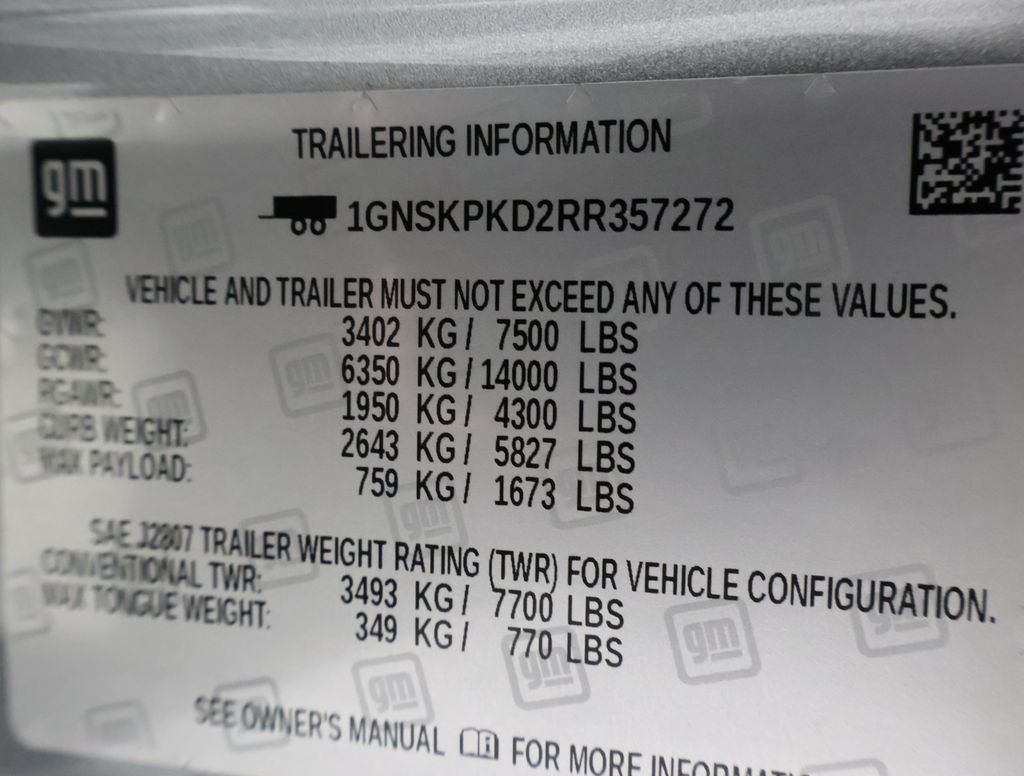 gm
TRAILERING INFORMATION
1GNSKPKD2RR357272
VEHICLE AND TRAILER MUST NOT EXCEED ANY OF THESE VALUES.
GVWR: 3402 KG / 7500 LBS
GCWR: 6350 KG / 14000 LBS
RGAWR: 1950 KG / 4300 LBS
CURB WEIGHT: 2643 KG / 5827 LBS
MAX PAYLOAD: 759 KG / 1673 LBS
SAE J2807 TRAILER WEIGHT RATING (TWR) FOR VEHICLE CONFIGURATION.
CONVENTIONAL TWR: 3493 KG / 7700 LBS
MAX TONGUE WEIGHT: 349 KG / 770 LBS
SEE OWNER'S MANUAL FOR MORE